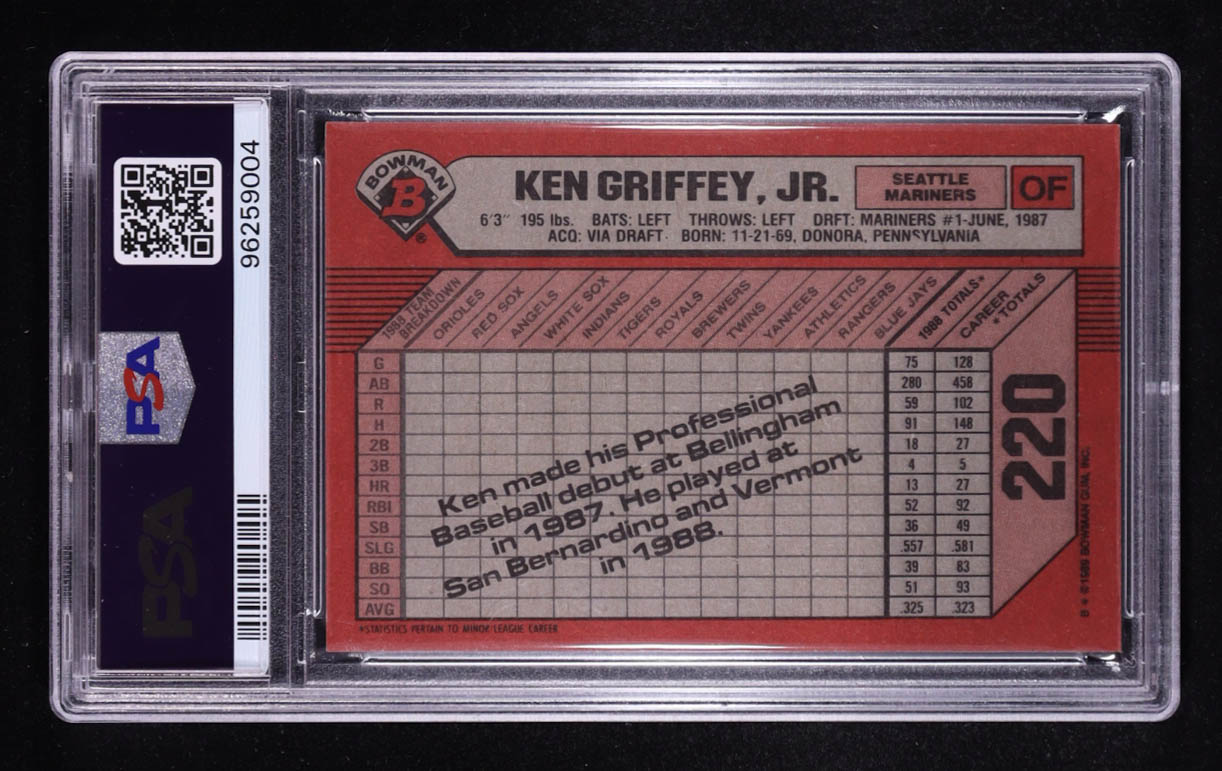 96259004
PSA
PSA
BOWMAN
B
®
KEN GRIFFEY, JR.
SEATTLE
MARINERS
OF
6'3" 195 lbs. BATS: LEFT THROWS: LEFT DRFT: MARINERS #1-JUNE, 1987
ACQ: VIA DRAFT BORN: 11-21-69, DONORA, PENNSYLVANIA
1988 TEAM
BREAKDOWN
ORIOLES
RED SOX
ANGELS
WHITE SOX
INDIANS
TIGERS
ROYALS
BREWERS
TWINS
YANKEES
ATHLETICS
RANGERS
BLUE JAYS
1988 TOTALS*
CAREER
*TOTALS
G 75 128
AB 280 458
R 59 102
H 91 148
2B 18 27
3B 4 5
HR 13 27
RBI 52 92
SB 36 49
SLG .557 .581
BB 39 83
SO 51 93
AVG .325 .323
Ken made his Professional
Baseball debut at Bellingham
in 1987. He played at
San Bernardino and Vermont
in 1988.
220
*STATISTICS PERTAIN TO MINOR LEAGUE CAREER
B * ©1989 BOWMAN GUM, INC.